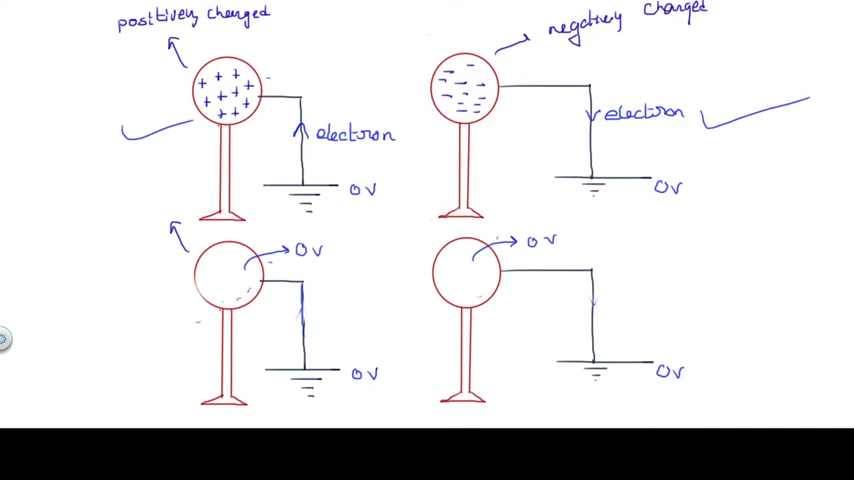 positively charged
negatively charged
electron
electron
0V
0V
0V
0V
0V
0V